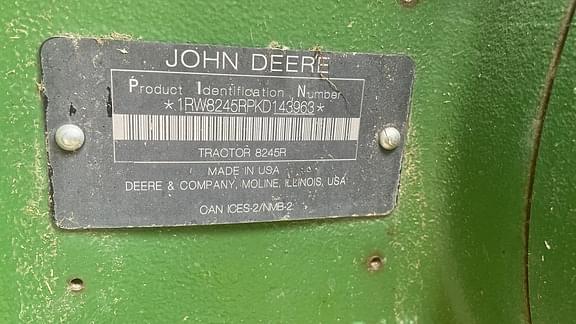 JOHN DEERE
Product Identification Number
*1RW8245RPKD143963*
TRACTOR 8245R
MADE IN USA
DEERE & COMPANY, MOLINE, ILLINOIS, USA
CAN ICES-2/NMB-2